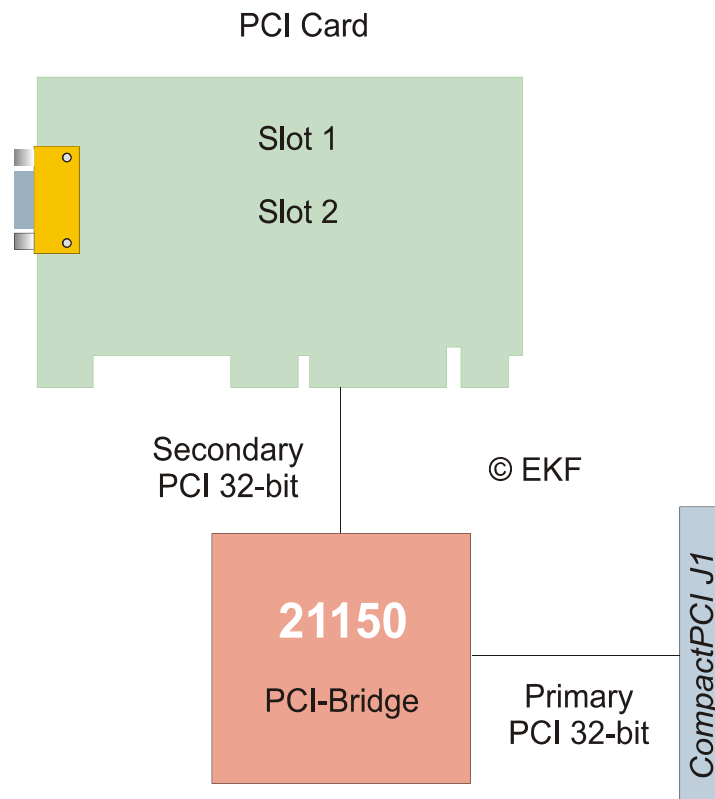 PCI Card
Slot 1
Slot 2
Secondary
PCI 32-bit
© EKF
21150
PCI-Bridge
Primary
PCI 32-bit
CompactPCI J1